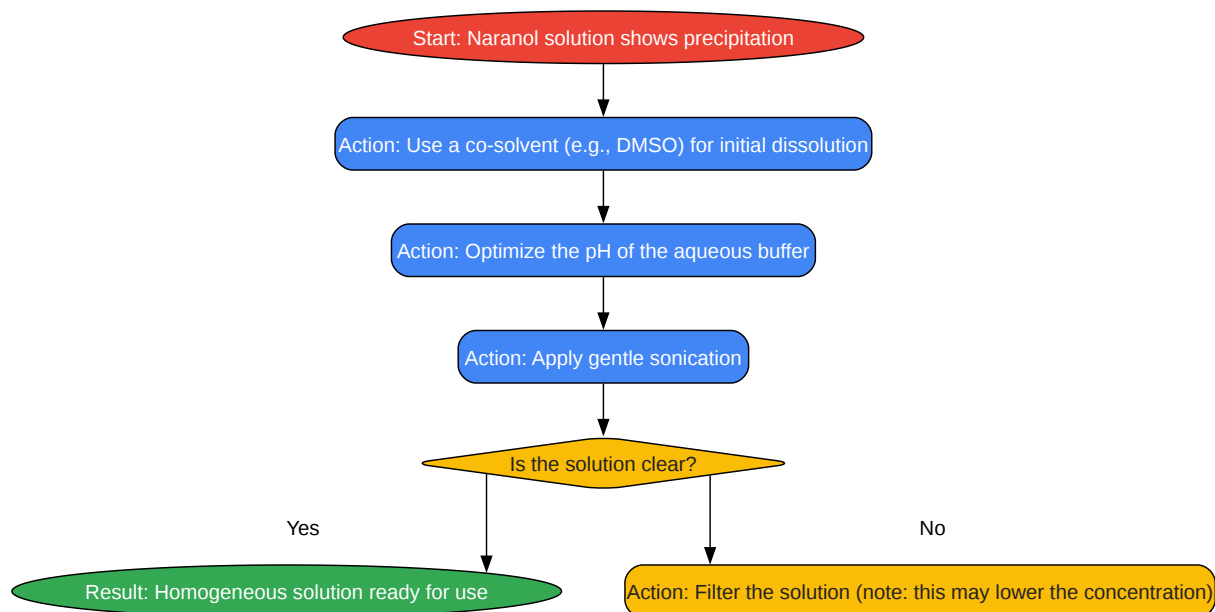 Start: Naranol solution shows precipitation
Action: Use a co-solvent (e.g., DMSO) for initial dissolution
Action: Optimize the pH of the aqueous buffer
Action: Apply gentle sonication
Is the solution clear?
Yes
No
Result: Homogeneous solution ready for use
Action: Filter the solution (note: this may lower the concentration)